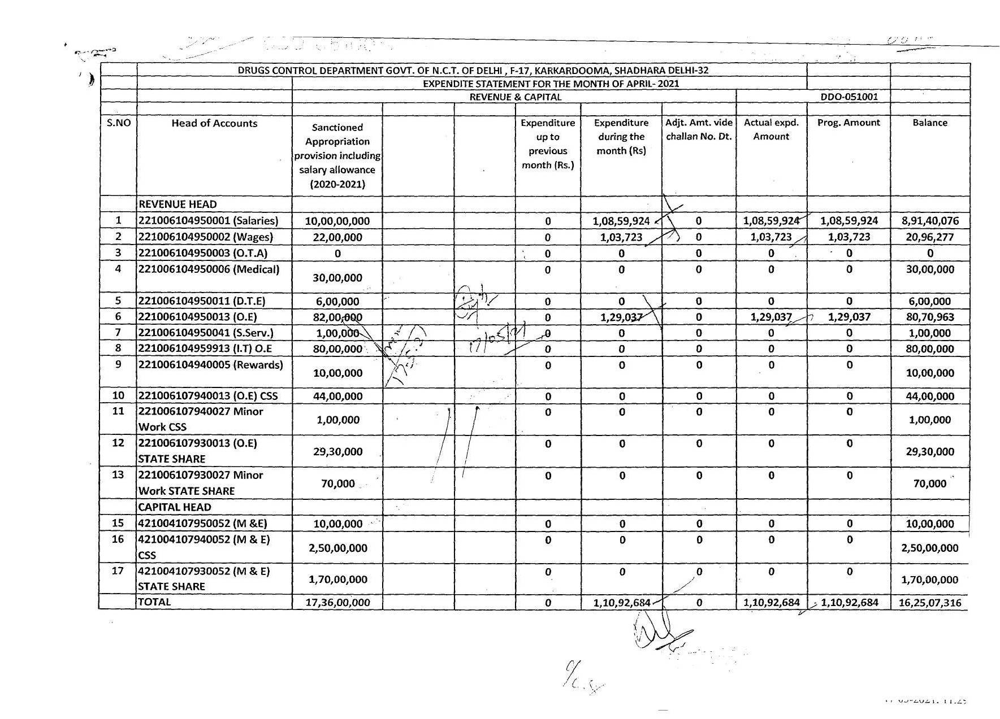 DRUGS CONTROL DEPARTMENT GOVT. OF N.C.T. OF DELHI , F-17, KARKARDOOMA, SHADHARA DELHI-32
EXPENDITE STATEMENT FOR THE MONTH OF APRIL- 2021
REVENUE & CAPITAL DDO-051001
S.NO Head of Accounts Sanctioned Appropriation provision including salary allowance (2020-2021) Expenditure up to previous month (Rs.) Expenditure during the month (Rs) Adjt. Amt. vide challan No. Dt. Actual expd. Amount Prog. Amount Balance
REVENUE HEAD
1 221006104950001 (Salaries) 10,00,00,000 0 1,08,59,924 0 1,08,59,924 1,08,59,924 8,91,40,076
2 221006104950002 (Wages) 22,00,000 0 1,03,723 0 1,03,723 1,03,723 20,96,277
3 221006104950003 (O.T.A) 0 0 0 0 0 0 0
4 221006104950006 (Medical) 30,00,000 0 0 0 0 0 30,00,000
5 221006104950011 (D.T.E) 6,00,000 0 0 0 0 0 6,00,000
6 221006104950013 (O.E) 82,00,000 0 1,29,037 0 1,29,037 1,29,037 80,70,963
7 221006104950041 (S.Serv.) 1,00,000 0 0 0 0 0 1,00,000
8 221006104959913 (I.T) O.E 80,00,000 0 0 0 0 0 80,00,000
9 221006104940005 (Rewards) 10,00,000 0 0 0 0 0 10,00,000
10 221006107940013 (O.E) CSS 44,00,000 0 0 0 0 0 44,00,000
11 221006107940027 Minor Work CSS 1,00,000 0 0 0 0 0 1,00,000
12 221006107930013 (O.E) STATE SHARE 29,30,000 0 0 0 0 0 29,30,000
13 221006107930027 Minor Work STATE SHARE 70,000 0 0 0 0 0 70,000
CAPITAL HEAD
15 421004107950052 (M &E) 10,00,000 0 0 0 0 0 10,00,000
16 421004107940052 (M & E) CSS 2,50,00,000 0 0 0 0 0 2,50,00,000
17 421004107930052 (M & E) STATE SHARE 1,70,00,000 0 0 0 0 0 1,70,00,000
TOTAL 17,36,00,000 0 1,10,92,684 0 1,10,92,684 1,10,92,684 16,25,07,316
17/05/21